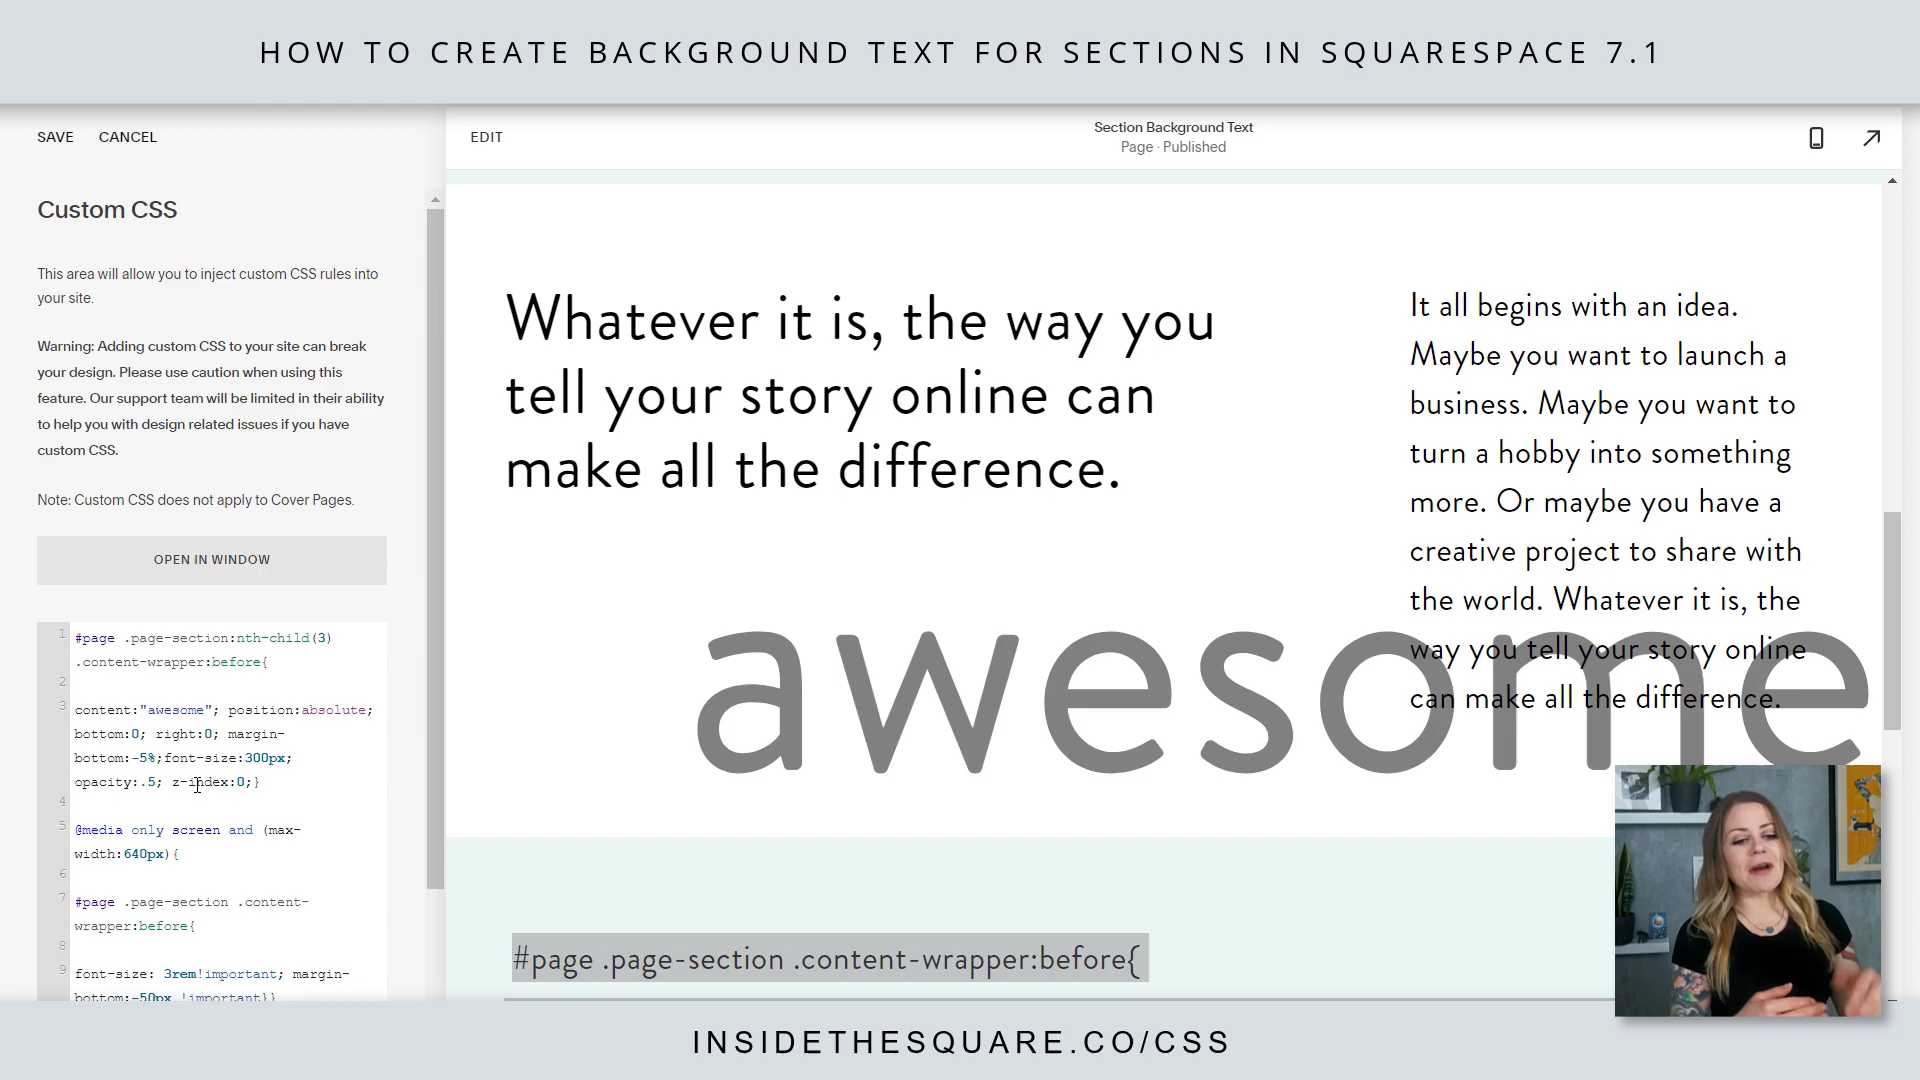 HOW TO CREATE BACKGROUND TEXT FOR SECTIONS IN SQUARESPACE 7.1
SAVE CANCEL
EDIT
Section Background Text
Page · Published
Custom CSS
This area will allow you to inject custom CSS rules into
your site.
Warning: Adding custom CSS to your site can break
your design. Please use caution when using this
feature. Our support team will be limited in their ability
to help you with design related issues if you have
custom CSS.
Note: Custom CSS does not apply to Cover Pages.
OPEN IN WINDOW
1 #page .page-section:nth-child(3)
.content-wrapper:before{
2
3 content:"awesome"; position:absolute;
bottom:0; right:0; margin-
bottom:-5%;font-size:300px;
opacity:.5; z-index:0;}
4
5 @media only screen and (max-
width:640px){
6
7 #page .page-section .content-
wrapper:before{
8
9 font-size: 3rem!important; margin-
bottom:-50px !important}}
Whatever it is, the way you
tell your story online can
make all the difference.
It all begins with an idea.
Maybe you want to launch a
business. Maybe you want to
turn a hobby into something
more. Or maybe you have a
creative project to share with
the world. Whatever it is, the
way you tell your story online
can make all the difference.
awesome
#page .page-section .content-wrapper:before{
INSIDETHESQUARE.CO/CSS